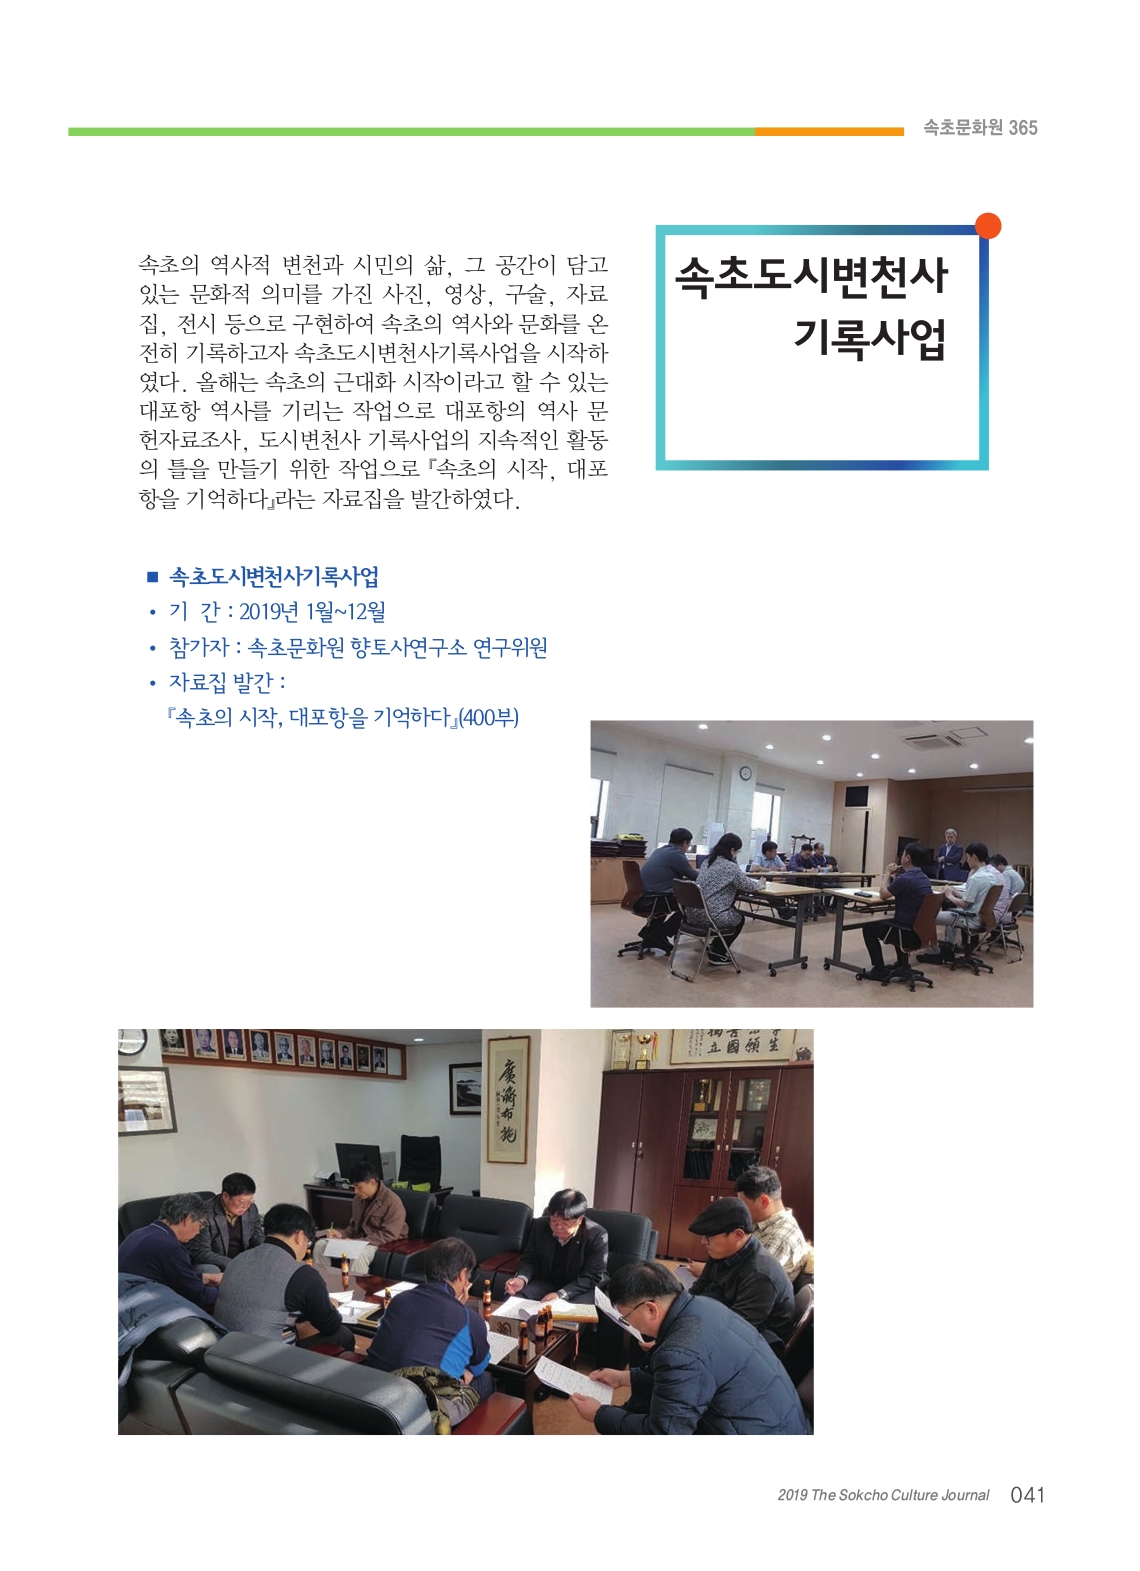 속초문화원 365
속초도시변천사
기록사업
속초의 역사적 변천과 시민의 삶, 그 공간이 담고
있는 문화적 의미를 가진 사진, 영상, 구술, 자료
집, 전시 등으로 구현하여 속초의 역사와 문화를 온
전히 기록하고자 속초도시변천사기록사업을 시작하
였다. 올해는 속초의 근대화 시작이라고 할 수 있는
대포항 역사를 기리는 작업으로 대포항의 역사 문
헌자료조사, 도시변천사 기록사업의 지속적인 활동
의 틀을 만들기 위한 작업으로 『속초의 시작, 대포
항을 기억하다』라는 자료집을 발간하였다.
■ 속초도시변천사기록사업
• 기 간 : 2019년 1월~12월
• 참가자 : 속초문화원 향토사연구소 연구위원
• 자료집 발간 :
『속초의 시작, 대포항을 기억하다』(400부)
廣濟布施
2019 The Sokcho Culture Journal 041